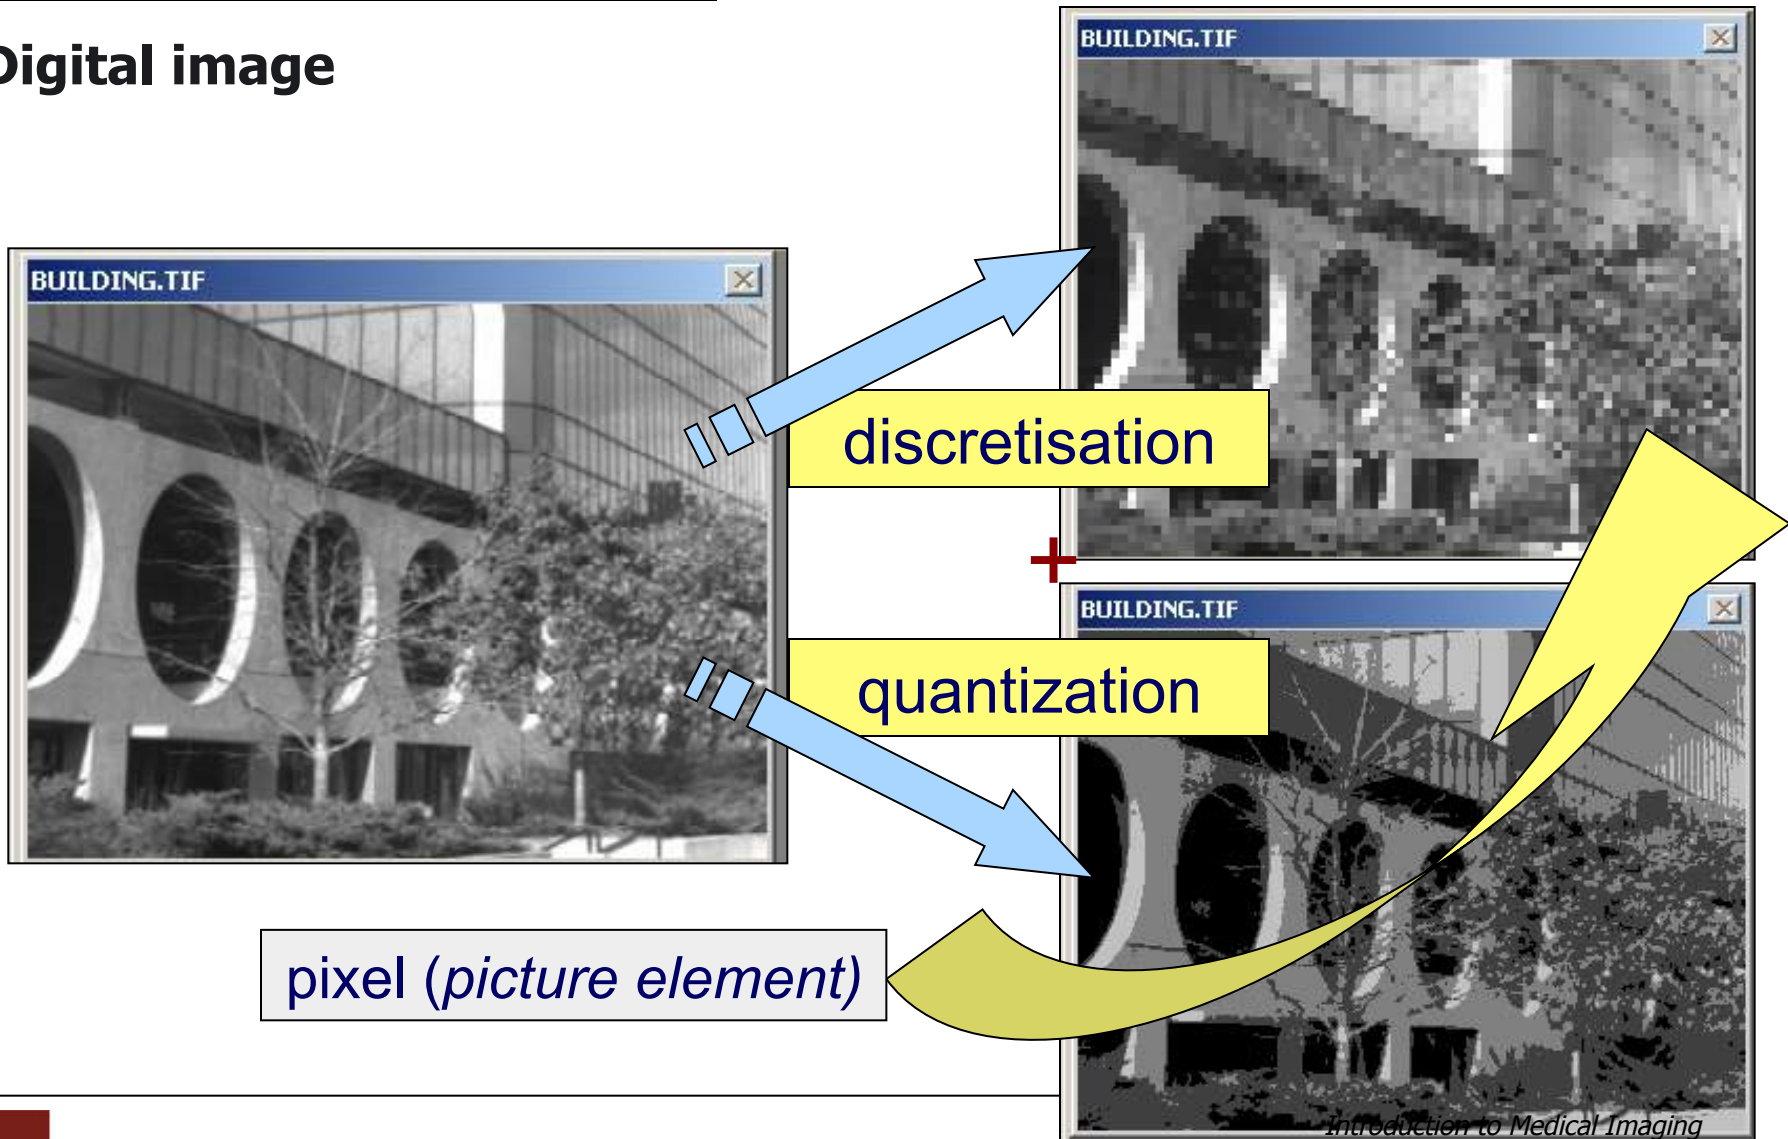 Digital image
BUILDING.TIF
BUILDING.TIF
discretisation
+
BUILDING.TIF
quantization
pixel (picture element)
Introduction to Medical Imaging